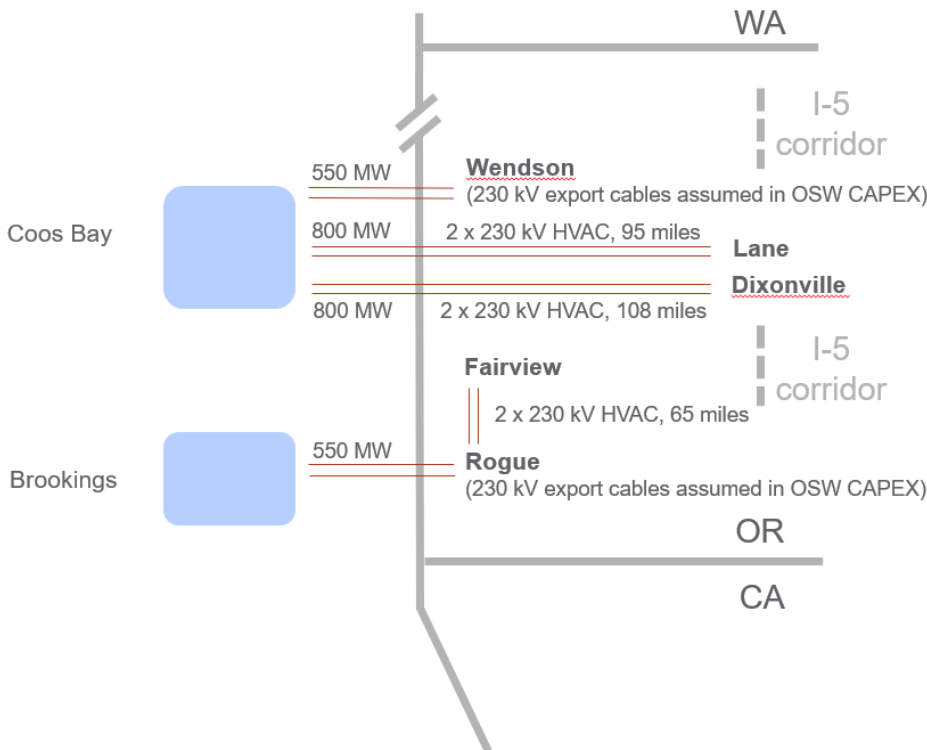 WA
I-5
corridor
550 MW
Wendson
(230 kV export cables assumed in OSW CAPEX)
Coos Bay
800 MW
2 x 230 kV HVAC, 95 miles
Lane
Dixonville
800 MW
2 x 230 kV HVAC, 108 miles
I-5
corridor
Fairview
2 x 230 kV HVAC, 65 miles
550 MW
Rogue
Brookings
(230 kV export cables assumed in OSW CAPEX)
OR
CA